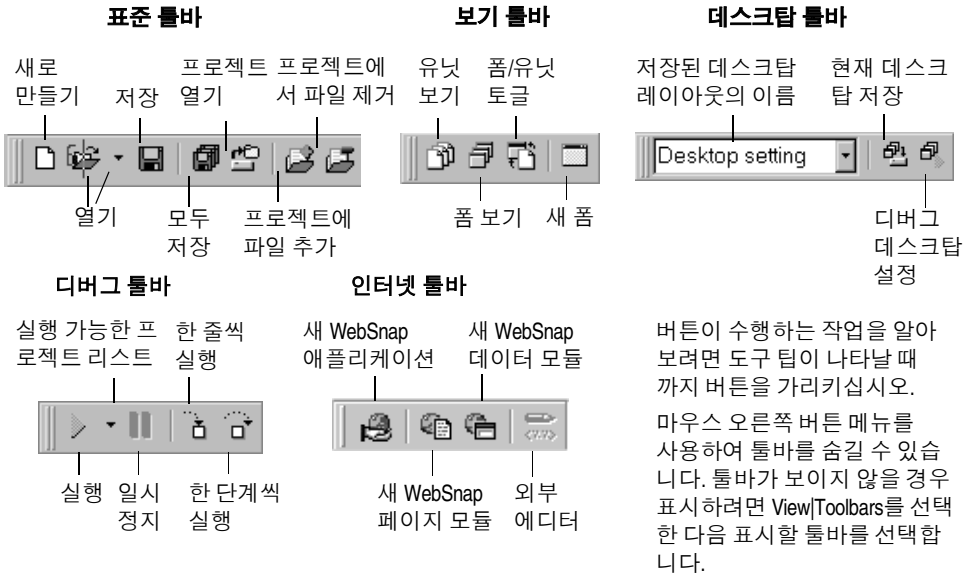 표준 툴바
새로
만들기
저장
프로젝트
열기
프로젝트에
서 파일 제거
열기
모두
저장
프로젝트에
파일 추가
보기 툴바
유닛
보기
폼/유닛
토글
폼 보기
새 폼
데스크탑 툴바
저장된 데스크탑
레이아웃의 이름
현재 데스크
탑 저장
Desktop setting
디버그
데스크탑
설정
디버그 툴바
실행 가능한 프
로젝트 리스트
한 줄씩
실행
실행
일시
정지
한 단계씩
실행
인터넷 툴바
새 WebSnap
애플리케이션
새 WebSnap
데이터 모듈
새 WebSnap
페이지 모듈
외부
에디터
버튼이 수행하는 작업을 알아
보려면 도구 팁이 나타날 때
까지 버튼을 가리키십시오.
마우스 오른쪽 버튼 메뉴를
사용하여 툴바를 숨길 수 있습
니다. 툴바가 보이지 않을 경우
표시하려면 View|Toolbars를 선택
한 다음 표시할 툴바를 선택합
니다.